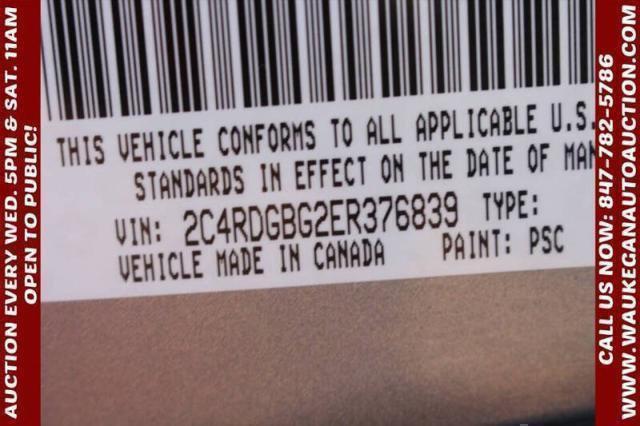 AUCTION EVERY WED. 5PM & SAT. 11AM
OPEN TO PUBLIC!
THIS VEHICLE CONFORMS TO ALL APPLICABLE U.S.
STANDARDS IN EFFECT ON THE DATE OF MAN
VIN: 2C4RDGBG2ER376839 TYPE:
VEHICLE MADE IN CANADA PAINT: PSC
CALL US NOW: 847-782-5786
WWW.WAUKEGANAUTOAUCTION.COM